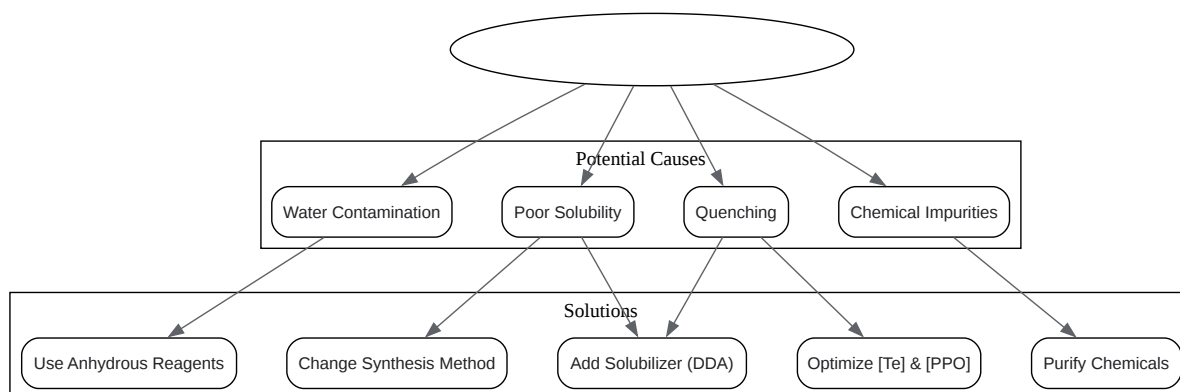 Potential Causes
Water Contamination
Poor Solubility
Quenching
Chemical Impurities
Solutions
Use Anhydrous Reagents
Change Synthesis Method
Add Solubilizer (DDA)
Optimize [Te] & [PPO]
Purify Chemicals